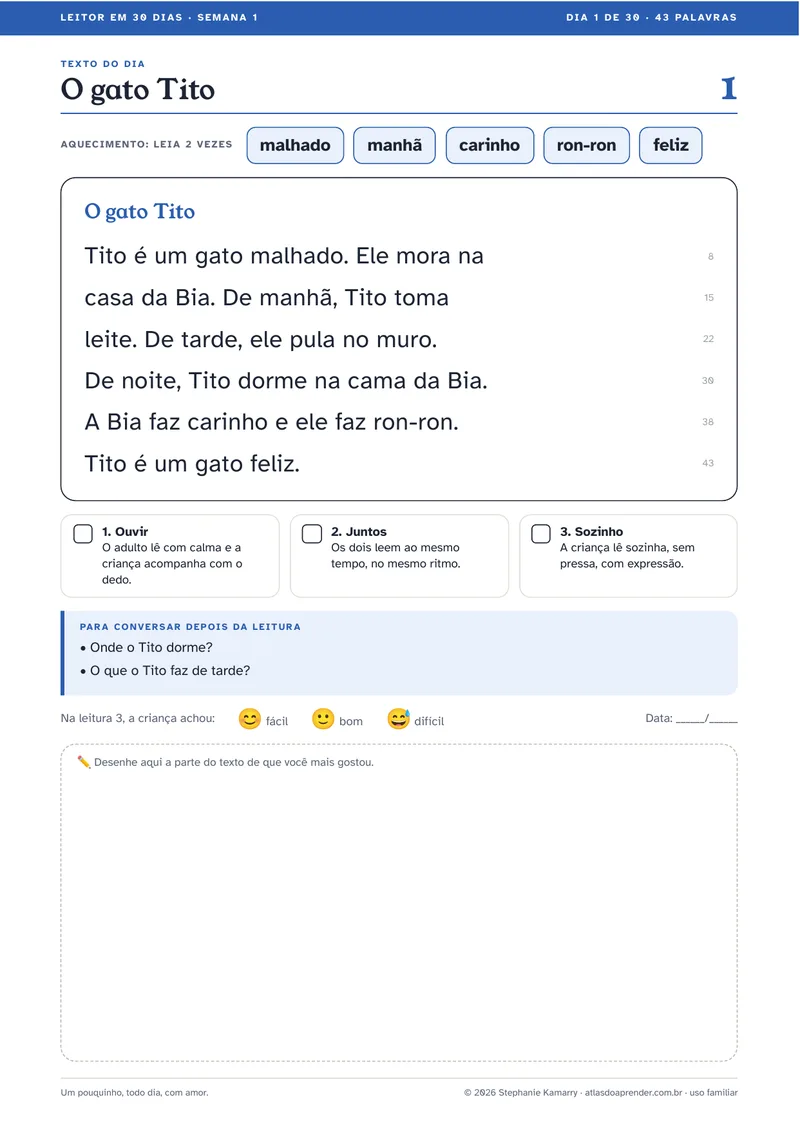 LEITOR EM 30 DIAS · SEMANA 1
DIA 1 DE 30 · 43 PALAVRAS
TEXTO DO DIA
O gato Tito
1
AQUECIMENTO: LEIA 2 VEZES
malhado
manhã
carinho
ron-ron
feliz
O gato Tito
Tito é um gato malhado. Ele mora na 8
casa da Bia. De manhã, Tito toma 15
leite. De tarde, ele pula no muro. 22
De noite, Tito dorme na cama da Bia. 30
A Bia faz carinho e ele faz ron-ron. 38
Tito é um gato feliz. 43
1. Ouvir
O adulto lê com calma e a
criança acompanha com o
dedo.
2. Juntos
Os dois leem ao mesmo
tempo, no mesmo ritmo.
3. Sozinho
A criança lê sozinha, sem
pressa, com expressão.
PARA CONVERSAR DEPOIS DA LEITURA
• Onde o Tito dorme?
• O que o Tito faz de tarde?
Na leitura 3, a criança achou: 😊 fácil 🙂 bom 😅 difícil
Data: _____/_____
✏️ Desenhe aqui a parte do texto de que você mais gostou.
Um pouquinho, todo dia, com amor.
© 2026 Stephanie Kamarry · atlasdoaprender.com.br · uso familiar